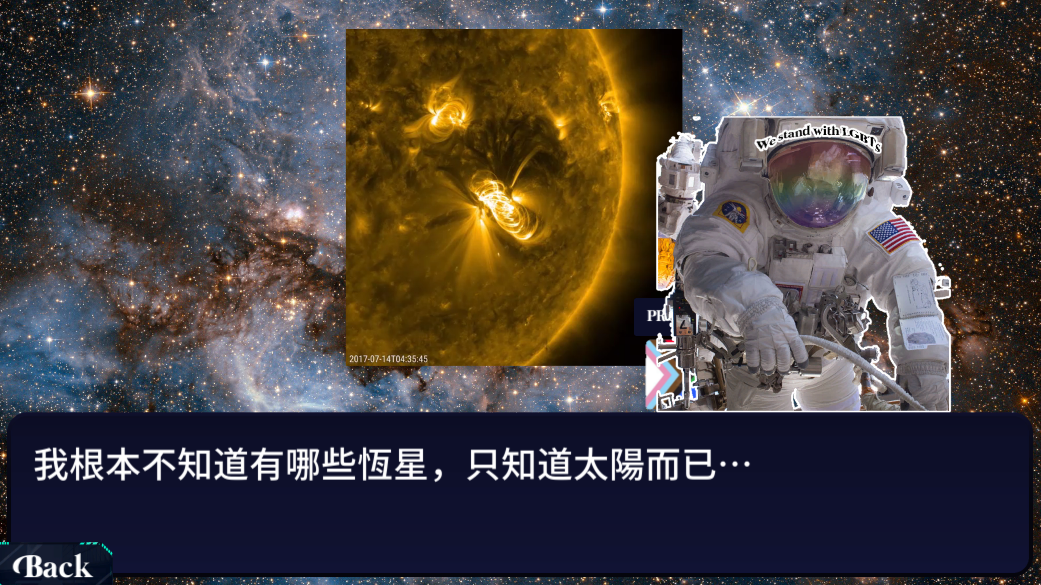 We stand with LGBTs
2017-07-14T04:35:45
PR
Z
我根本不知道有哪些恆星，只知道太陽而已⋯
Back